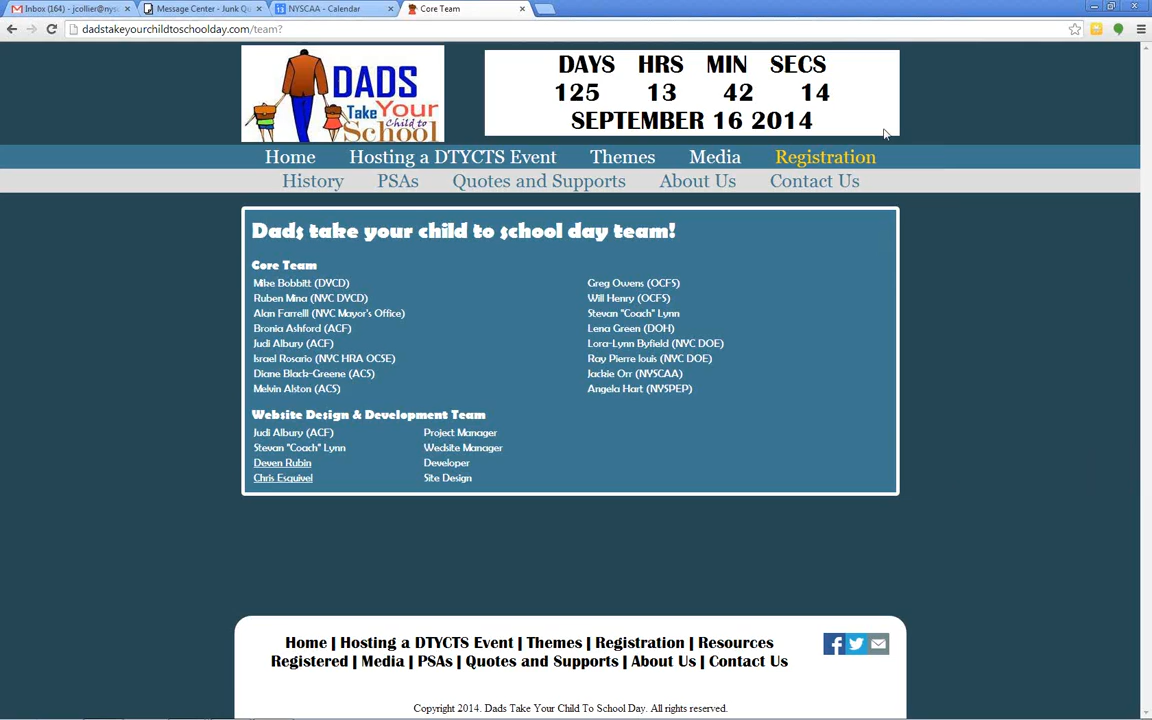 Inbox (164) - jcollier@nys
Message Center - Junk Q
NYSCAA - Calendar
Core Team
dadstakeyourchildtoschoolday.com/team?
DADS
Take Your
Child to
School
DAYS HRS MIN SECS
125 13 42 14
SEPTEMBER 16 2014
Home Hosting a DTYCTS Event Themes Media Registration
History PSAs Quotes and Supports About Us Contact Us
Dads take your child to school day team!
Core Team
Mike Bobbitt (DYCD) Greg Owens (OCFS)
Ruben Mina (NYC DYCD) Will Henry (OCFS)
Alan Farrelll (NYC Mayor's Office) Stevan "Coach" Lynn
Bronia Ashford (ACF) Lena Green (DOH)
Judi Albury (ACF) Lora-Lynn Byfield (NYC DOE)
Israel Rosario (NYC HRA OCSE) Ray Pierre louis (NYC DOE)
Diane Black-Greene (ACS) Jackie Orr (NYSCAA)
Melvin Alston (ACS) Angela Hart (NYSPEP)
Website Design & Development Team
Judi Albury (ACF) Project Manager
Stevan "Coach" Lynn Wedsite Manager
Deven Rubin Developer
Chris Esquivel Site Design
Home | Hosting a DTYCTS Event | Themes | Registration | Resources
Registered | Media | PSAs | Quotes and Supports | About Us | Contact Us
Copyright 2014. Dads Take Your Child To School Day. All rights reserved.